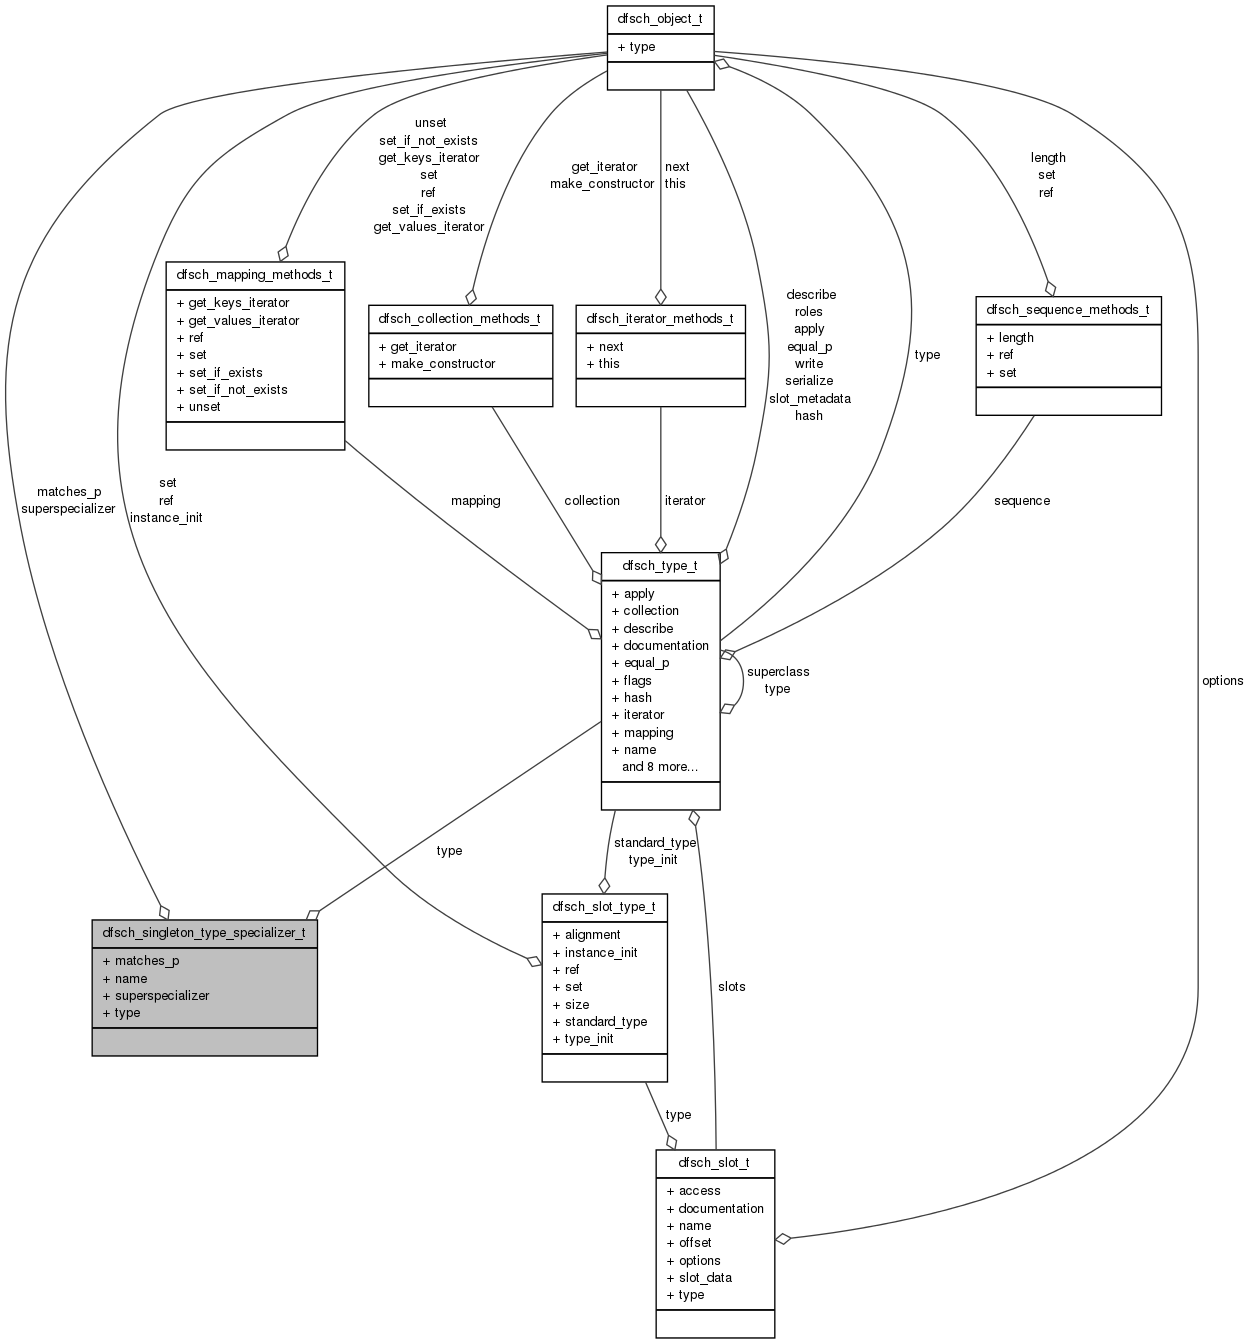 dfsch_object_t
+ type
unset
set_if_not_exists
get_keys_iterator
set
ref
set_if_exists
get_values_iterator
get_iterator
make_constructor
next
this
length
set
ref
dfsch_mapping_methods_t
+ get_keys_iterator
+ get_values_iterator
+ ref
+ set
+ set_if_exists
+ set_if_not_exists
+ unset
dfsch_collection_methods_t
+ get_iterator
+ make_constructor
dfsch_iterator_methods_t
+ next
+ this
describe
roles
apply
equal_p
write
serialize
slot_metadata
hash
type
dfsch_sequence_methods_t
+ length
+ ref
+ set
matches_p
superspecializer
set
ref
instance_init
mapping
collection
iterator
sequence
dfsch_type_t
+ apply
+ collection
+ describe
+ documentation
+ equal_p
+ flags
+ hash
+ iterator
+ mapping
+ name
and 8 more...
superclass
type
options
type
standard_type
type_init
dfsch_singleton_type_specializer_t
+ matches_p
+ name
+ superspecializer
+ type
dfsch_slot_type_t
+ alignment
+ instance_init
+ ref
+ set
+ size
+ standard_type
+ type_init
slots
type
dfsch_slot_t
+ access
+ documentation
+ name
+ offset
+ options
+ slot_data
+ type